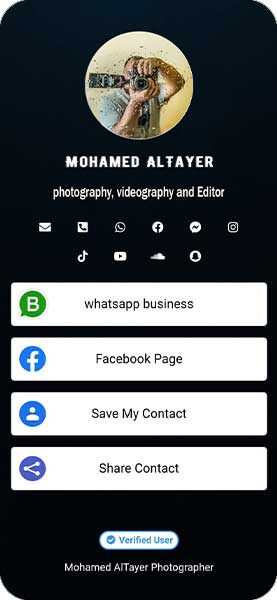 MOHAMED ALTAYER
photography, videography and Editor
whatsapp business
Facebook Page
Save My Contact
Share Contact
Verified User
Mohamed AlTayer Photographer